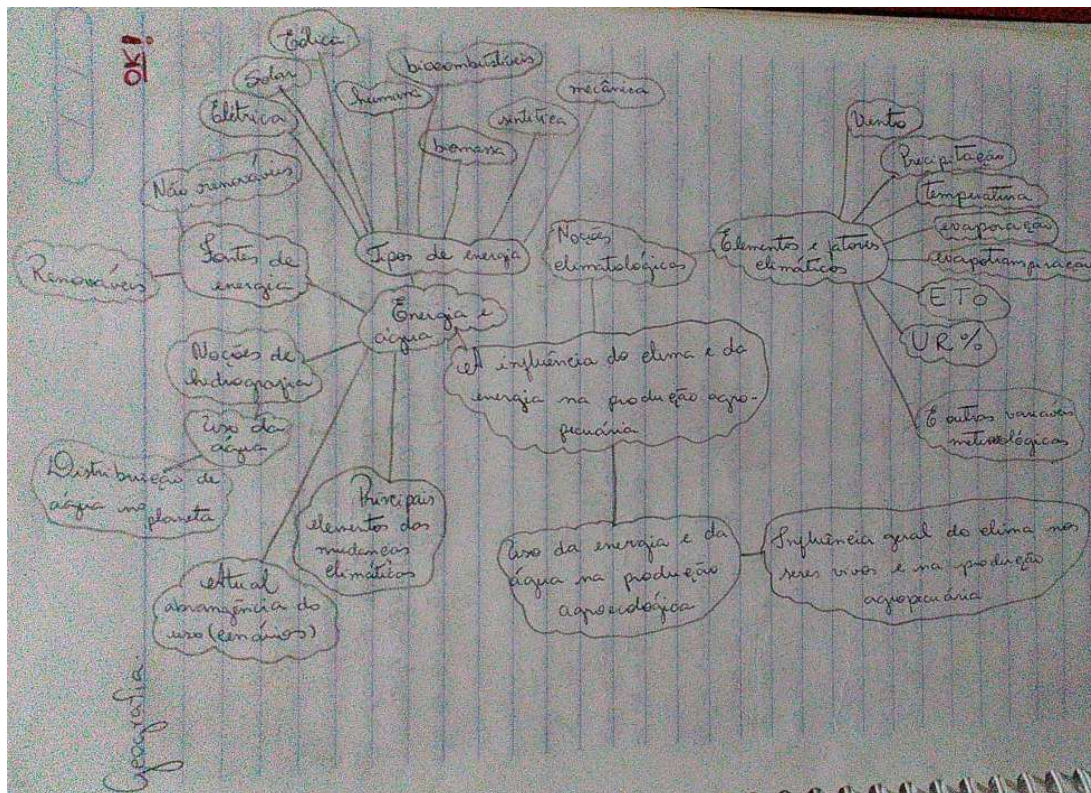 OK!
Eólica
Solar
Elétrica
humana
biocombustíveis
biomassa
sintética
mecânica
Vento
Precipitação
temperatura
evaporação
evapotranspiração
ETO
UR %
E outras variáveis
meteorológicas
Não renováveis
Renováveis
Fontes de
energia
Tipos de energia
Noções
climatológicas
Elementos e fatores
climáticos
Energia e
água
Noções de
hidrografia
Uso da
água
Distribuição de
água no
planeta
A influência do clima e da
energia na produção agro-
pecuária
Principais
elementos das
mudanças
climáticas
Atual
abrangência do
uso (cenários)
Uso da energia e da
água na produção
agroecológica
Influência geral do clima nos
seres vivos e na produção
agropecuária
Geografia